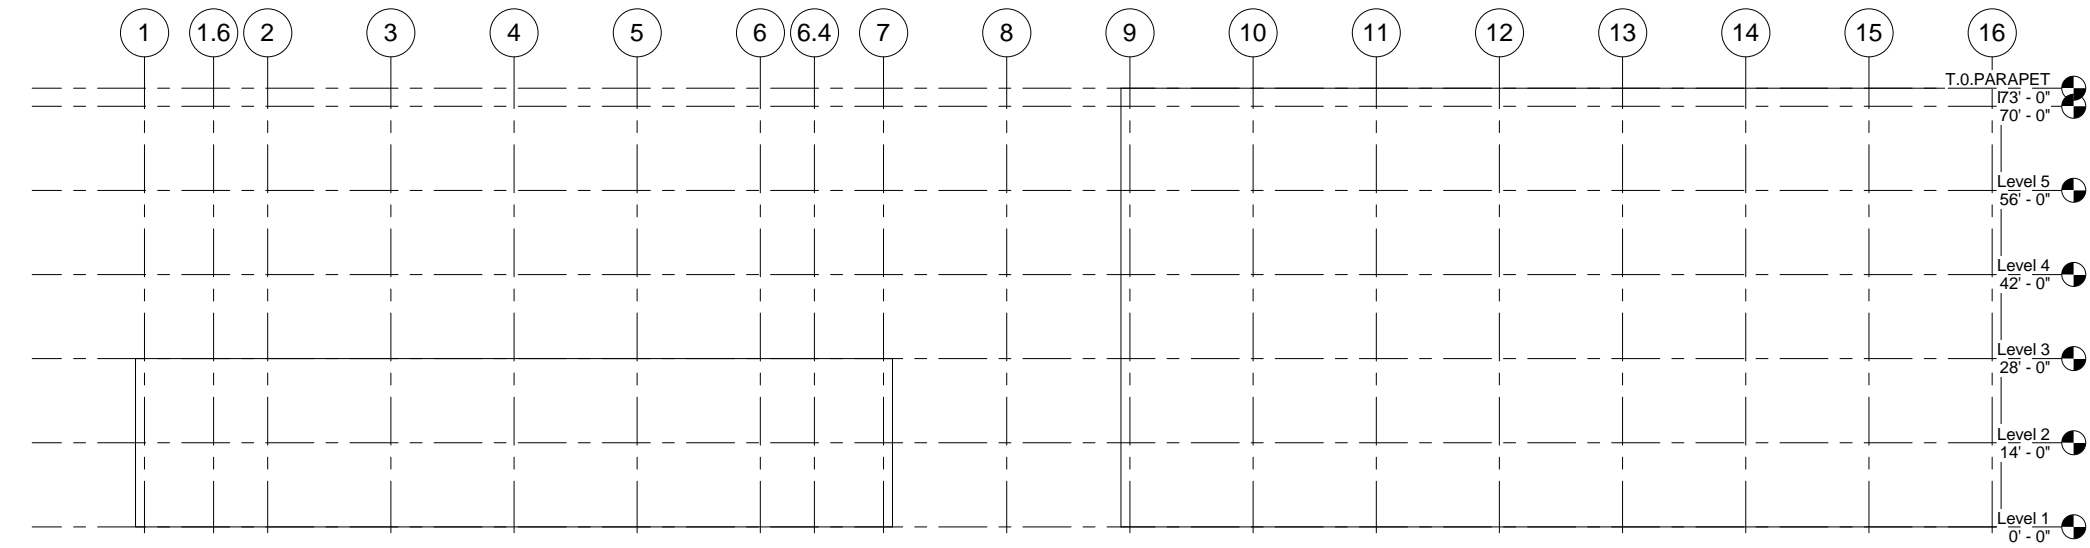 1 1.6 2 3 4 5 6 6.4 7 8 9 10 11 12 13 14 15 16
T.0.PARAPET
73' - 0"
70' - 0"
Level 5
56' - 0"
Level 4
42' - 0"
Level 3
28' - 0"
Level 2
14' - 0"
Level 1
0' - 0"